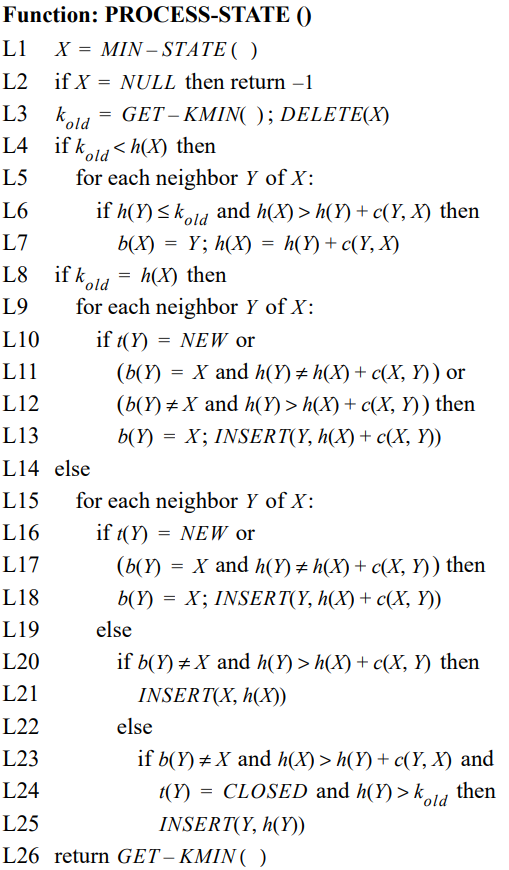 Function: PROCESS-STATE ()
L1 X = MIN–STATE( )
L2 if X = NULL then return –1
L3 k_old = GET–KMIN( ); DELETE(X)
L4 if k_old < h(X) then
L5 for each neighbor Y of X:
L6 if h(Y) ≤ k_old and h(X) > h(Y) + c(Y, X) then
L7 b(X) = Y; h(X) = h(Y) + c(Y, X)
L8 if k_old = h(X) then
L9 for each neighbor Y of X:
L10 if t(Y) = NEW or
L11 (b(Y) = X and h(Y) ≠ h(X) + c(X, Y)) or
L12 (b(Y) ≠ X and h(Y) > h(X) + c(X, Y)) then
L13 b(Y) = X; INSERT(Y, h(X) + c(X, Y))
L14 else
L15 for each neighbor Y of X:
L16 if t(Y) = NEW or
L17 (b(Y) = X and h(Y) ≠ h(X) + c(X, Y)) then
L18 b(Y) = X; INSERT(Y, h(X) + c(X, Y))
L19 else
L20 if b(Y) ≠ X and h(Y) > h(X) + c(X, Y) then
L21 INSERT(X, h(X))
L22 else
L23 if b(Y) ≠ X and h(X) > h(Y) + c(Y, X) and
L24 t(Y) = CLOSED and h(Y) > k_old then
L25 INSERT(Y, h(Y))
L26 return GET–KMIN( )